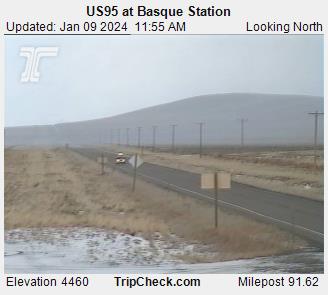 US95 at Basque Station
Updated: Jan 09 2024 11:55 AM Looking North
Elevation 4460 TripCheck.com Milepost 91.62